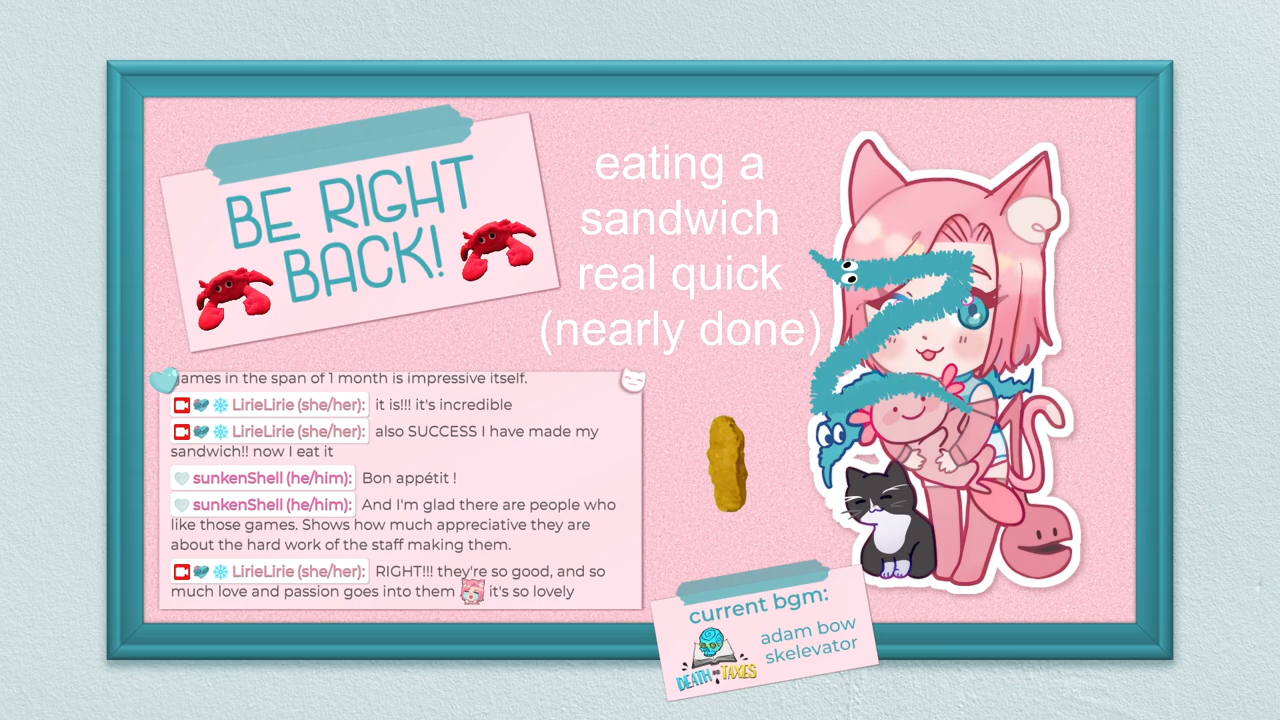 BE RIGHT
BACK!
eating a
sandwich
real quick
(nearly done)
games in the span of 1 month is impressive itself.
LirieLirie (she/her): it is!!! it's incredible
LirieLirie (she/her): also SUCCESS I have made my
sandwich!! now I eat it
sunkenShell (he/him): Bon appétit !
sunkenShell (he/him): And I'm glad there are people who
like those games. Shows how much appreciative they are
about the hard work of the staff making them.
LirieLirie (she/her): RIGHT!!! they're so good, and so
much love and passion goes into them it's so lovely
current bgm:
adam bow
skelevator
DEATH AND TAXES